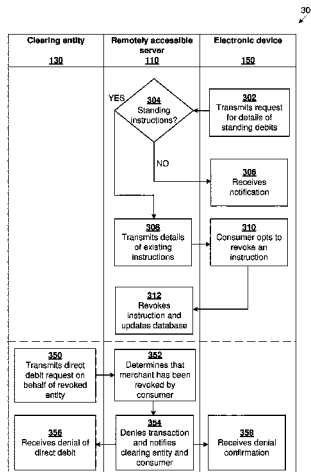 30
Clearing entity
130
Remotely accessible
server
110
Electronic device
150
YES
304
Standing
instructions?
302
Transmits request
for details of
standing debits
NO
306
Receives
notification
308
Transmits details
of existing
instructions
310
Consumer opts to
revoke an
instruction
312
Revokes
instruction and
updates database
350
Transmits direct
debit request on
behalf of revoked
entity
352
Determines that
merchant has been
revoked by
consumer
356
Receives denial of
direct debit
354
Denies transaction
and notifies
clearing entity and
consumer
358
Receives denial
confirmation